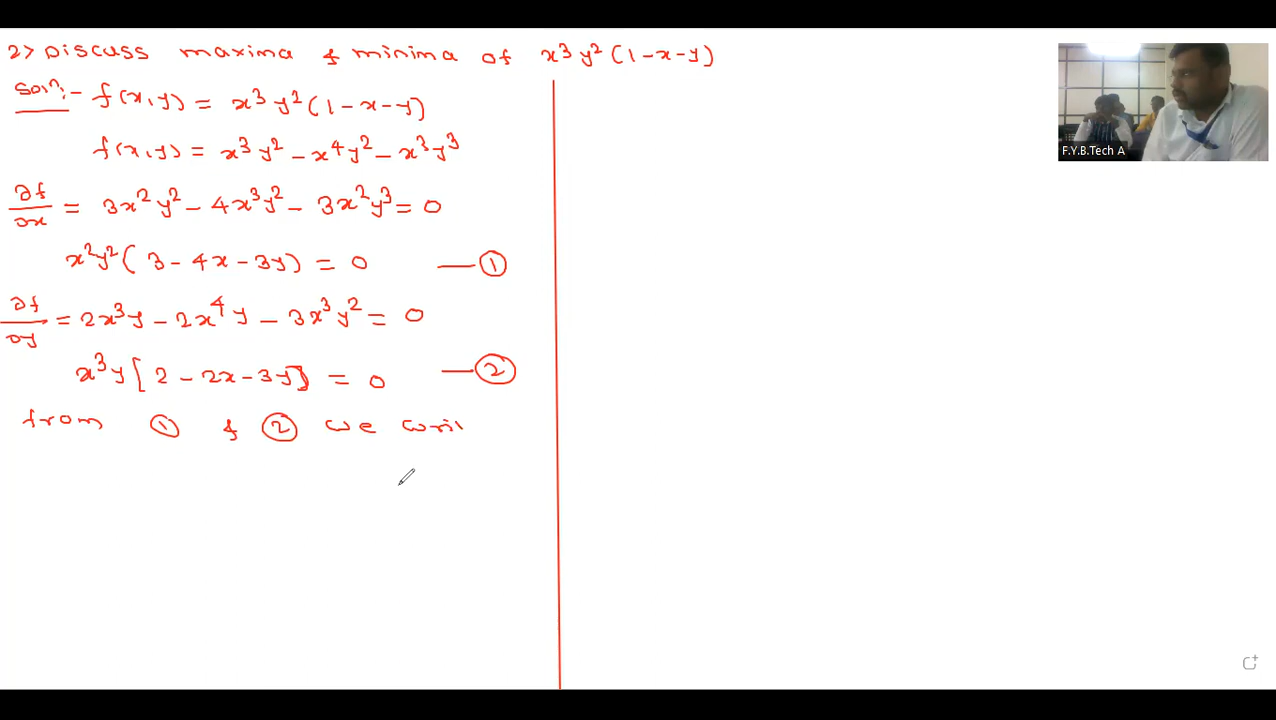 2> Discuss maxima & minima of x³y²(1-x-y)
Solⁿ:- f(x,y) = x³y²(1-x-y)
f(x,y) = x³y² - x⁴y² - x³y³
∂f/∂x = 3x²y² - 4x³y² - 3x²y³ = 0
x²y²(3-4x-3y) = 0 —①
∂f/∂y = 2x³y - 2x⁴y - 3x³y² = 0
x³y[2-2x-3y] = 0 —②
from ① & ② we
F.Y.B.Tech A